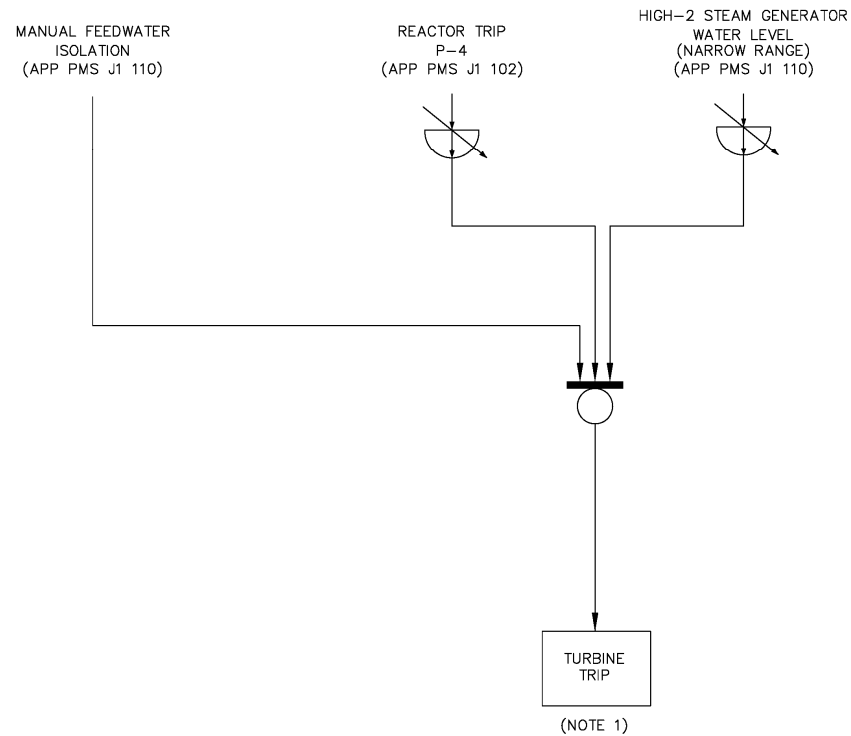 MANUAL FEEDWATER
ISOLATION
(APP PMS J1 110)
REACTOR TRIP
P-4
(APP PMS J1 102)
HIGH-2 STEAM GENERATOR
WATER LEVEL
(NARROW RANGE)
(APP PMS J1 110)
TURBINE
TRIP
(NOTE 1)